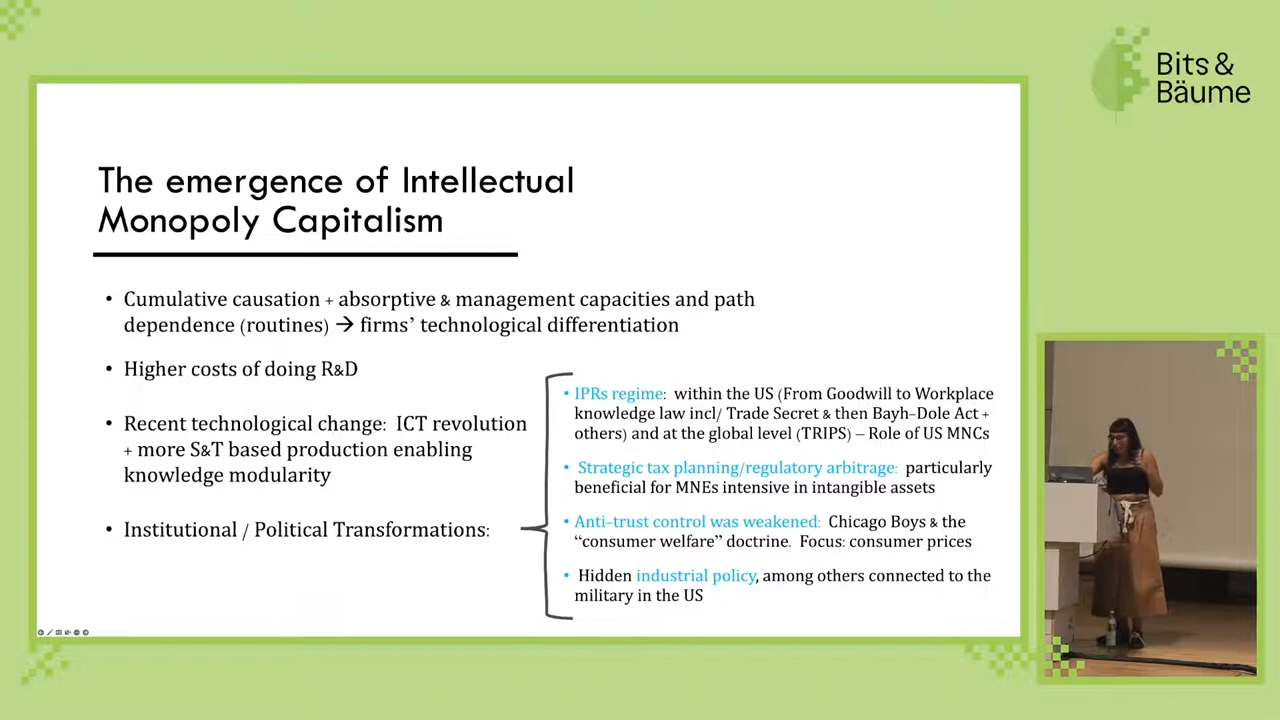 Bits &
Bäume
The emergence of Intellectual
Monopoly Capitalism
• Cumulative causation + absorptive & management capacities and path
dependence (routines) → firms’ technological differentiation
• Higher costs of doing R&D
• Recent technological change: ICT revolution
+ more S&T based production enabling
knowledge modularity
• Institutional / Political Transformations:
• IPRs regime: within the US (From Goodwill to Workplace
knowledge law incl/ Trade Secret & then Bayh-Dole Act +
others) and at the global level (TRIPS) – Role of US MNCs
• Strategic tax planning/regulatory arbitrage: particularly
beneficial for MNEs intensive in intangible assets
• Anti-trust control was weakened: Chicago Boys & the
“consumer welfare” doctrine. Focus: consumer prices
• Hidden industrial policy, among others connected to the
military in the US